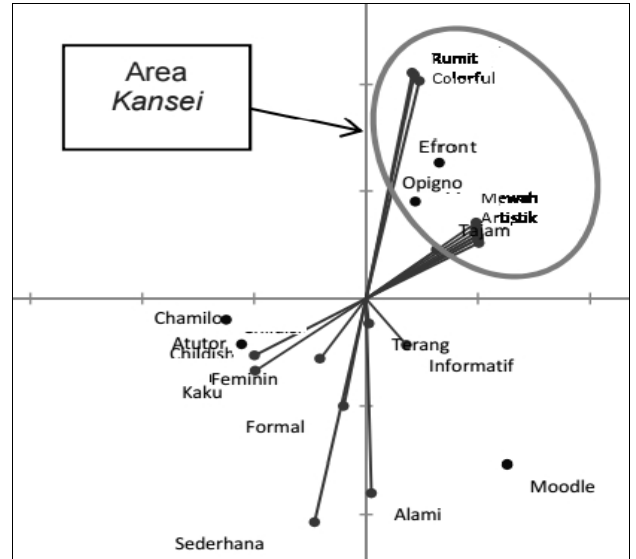 Area
Kansei
Rumit
Colorful
Efront
Opigno
Mewah
Artistik
Tajam
Chamilo
Atutor
Childish
Feminin
Kaku
Terang
Informatif
Formal
Moodle
Alami
Sederhana